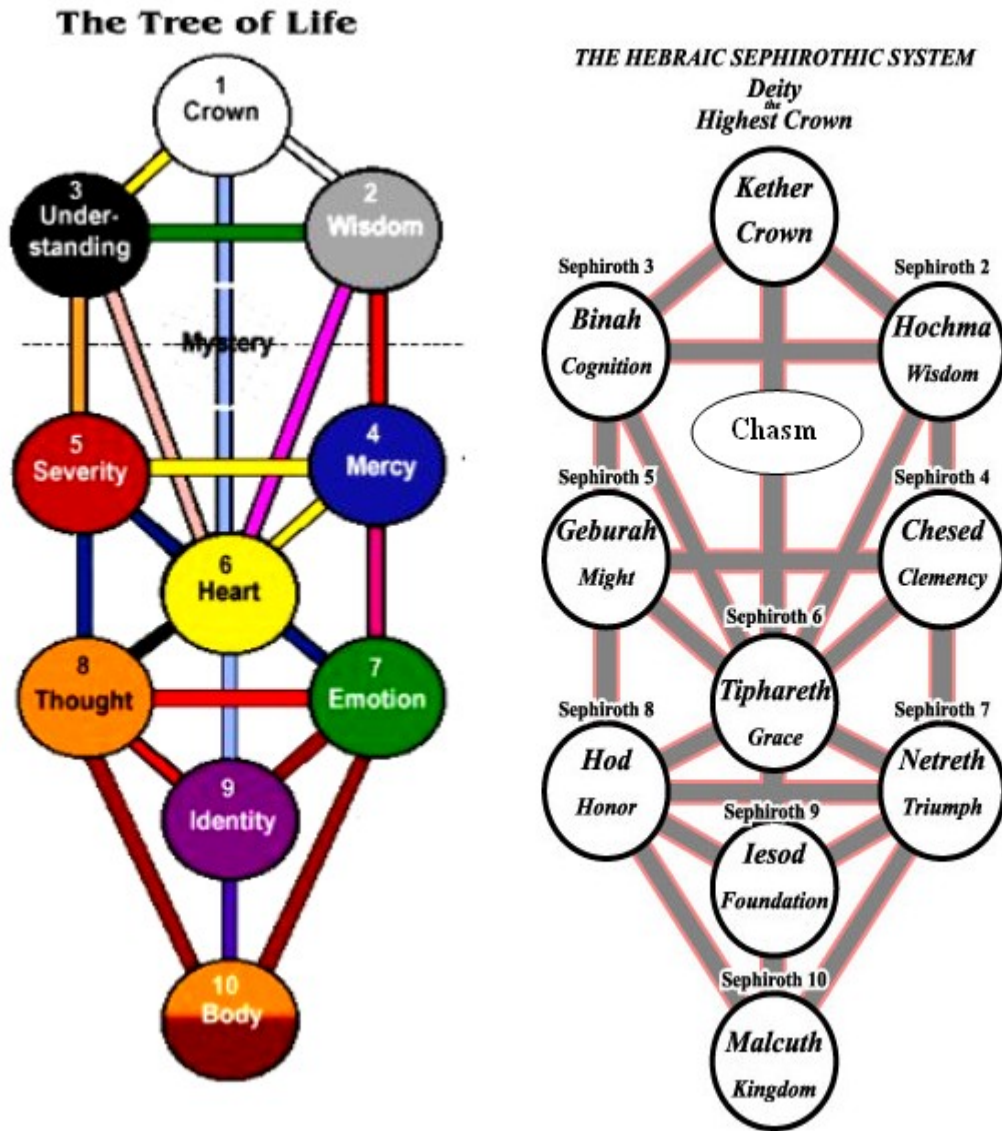 The Tree of Life
1
Crown
3
Under-
standing
2
Wisdom
Mystery
5
Severity
4
Mercy
6
Heart
8
Thought
7
Emotion
9
Identity
10
Body
THE HEBRAIC SEPHIROTHIC SYSTEM
Deity
the
Highest Crown
Kether
Crown
Sephiroth 3
Binah
Cognition
Sephiroth 2
Hochma
Wisdom
Chasm
Sephiroth 5
Geburah
Might
Sephiroth 4
Chesed
Clemency
Sephiroth 6
Tiphareth
Grace
Sephiroth 8
Hod
Honor
Sephiroth 7
Netreth
Triumph
Sephiroth 9
Iesod
Foundation
Sephiroth 10
Malcuth
Kingdom